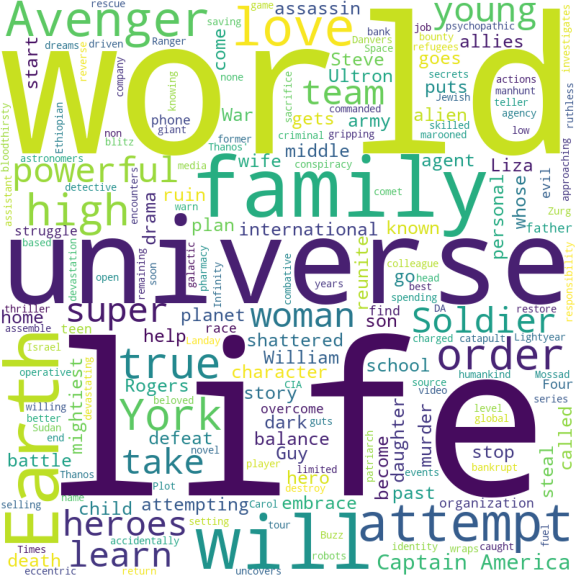 rescue
game
Avenger
saving
dreams
driven
Ranger
reverse
company
start
none
knowing
world
love
assassin
come
phone
giant
War
blitz
former
Thanos
bank
Danvers
Space
Steve
Ultron
team
gets
army
criminal
commanded
gripping
sacrifice
job
psychopathic
bounty
refugees
young
allies
goes
puts
alien
secrets
Jewish
marooned
skilled
teller
agency
actions
manhunt
low
investigates
ruthless
bloodthirsty
Ethiopian
non
astronomers
powerful
assistant
detective
high
encounters
media
wife
conspiracy
middle
agent
family
comet
warn
ruin
drama
plan
international
known
reunite
personal
Liza
whose
evil
approaching
father
Zurg
struggle
based
devastation
open
remaining
soon
galactic
pharmacy
Infinity
combative
years
universe
colleague
head
best
spending
go
responsibility
home
super
planet
woman
Soldier
thriller
assemble
teen
help
race
Landay
shattered
find
son
DA
restore
charged
catapult
Lightyear
order
Israel
operative
mightiest
devastating
true
William
character
school
humankind
Mossad
Four
Earth
willing
better
Sudan
end
Rogers
CIA
story
source
video
series
York
beloved
overcome
life
battle
Thanos
name
take
defeat
novel
dark
guts
balance
Guy
patriarch
become
daughter
murder
level
global
stop
bankrupt
past
events
steal
called
selling
Plot
player
limited
hero
destroy
child
attempting
embrace
organization
heroes
Will
attempt
Times
death
eccentric
learn
accidentally
return
setting
tour
Carol
Buzz
robots
uncovers
identity
wraps
caught
fuel
Captain America